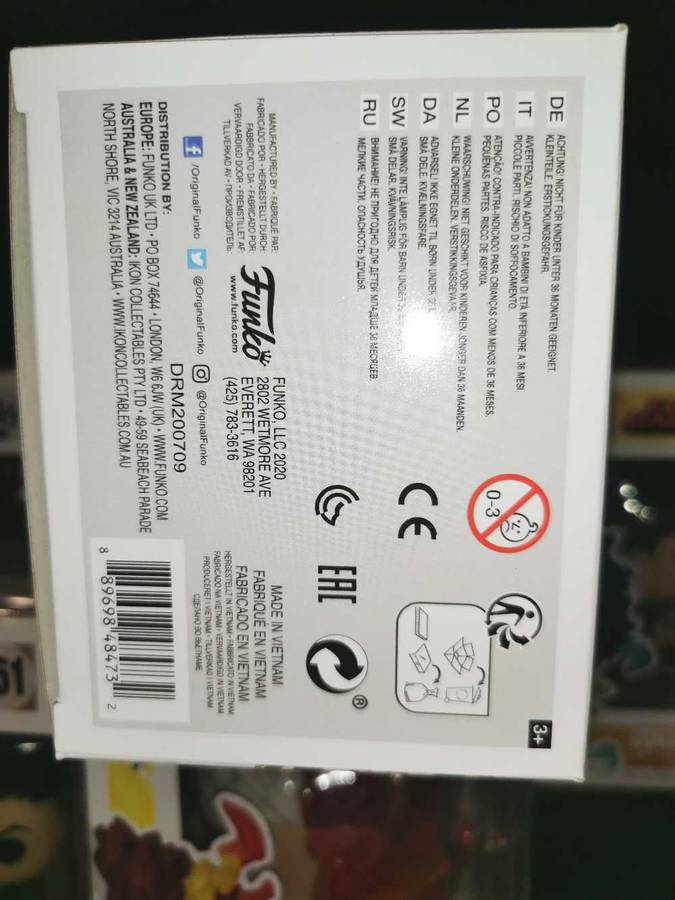 DE ACHTUNG! NICHT FÜR KINDER UNTER 36 MONATEN GEEIGNET.
KLEINTEILE. ERSTICKUNGSGEFAHR.
IT AVVERTENZA! NON ADATTO A BAMBINI DI ETÀ INFERIORE A 36 MESI.
PICCOLE PARTI. RISCHIO DI SOFFOCAMENTO.
PO ATENÇÃO! CONTRA-INDICADO PARA CRIANÇAS COM MENOS DE 36 MESES.
PEQUENAS PARTES. RISCO DE ASFIXIA.
NL WAARSCHUWING! NIET GESCHIKT VOOR KINDEREN JONGER DAN 36 MAANDEN.
KLEINE ONDERDELEN. VERSTIKKINGSGEVAAR.
DA ADVARSEL! IKKE EGNET TIL BØRN UNDER
SMÅ DELE. KVÆLNINGSFARE.
SW VARNING! INTE LÄMPLIG FÖR BARN UNDER
SMÅ DELAR. KVÄVNINGSRISK.
RU ВНИМАНИЕ! НЕ ПРИГОДНО ДЛЯ ДЕТЕЙ МЛАДШЕ 36 МЕСЯЦЕВ.
МЕЛКИЕ ЧАСТИ. ОПАСНОСТЬ УДУШЬЯ.
3+
0-3
CE
EAC
MANUFACTURED BY • FABRIQUÉ PAR:
FABRICADO POR • HERGESTELLT DURCH:
FABBRICATO DA • FABRICADO POR:
VERVAARDIGD DOOR • FREMSTILLET AF:
TILLVERKAD AV • ПРОИЗВОДИТЕЛЬ:
Funko
www.funko.com
FUNKO, LLC 2020
2802 WETMORE AVE
EVERETT, WA 98201
(425) 783-3616
MADE IN VIETNAM
FABRIQUÉ EN VIETNAM
FABRICADO EN VIETNAM
HERGESTELLT IN VIETNAM • FABBRICATO IN VIETNAM
FABRICADO NA VIETNAM • VERVAARDIGD IN VIETNAM
PRODUCERET I VIETNAM • TILLVERKAD I VIETNAM
СДЕЛАНО ВО ВЬЕТНАМЕ
®
/OriginalFunko @OriginalFunko @OriginalFunko
DRM200709
DISTRIBUTION BY:
EUROPE: FUNKO UK LTD • PO BOX 74644 • LONDON, W6 6JW (UK) • WWW.FUNKO.COM
AUSTRALIA & NEW ZEALAND: IKON COLLECTABLES PTY LTD • 49-59 SEABEACH PARADE
NORTH SHORE, VIC 3214 AUSTRALIA • WWW.IKONCOLLECTABLES.COM.AU
8 89698 48473 2
51